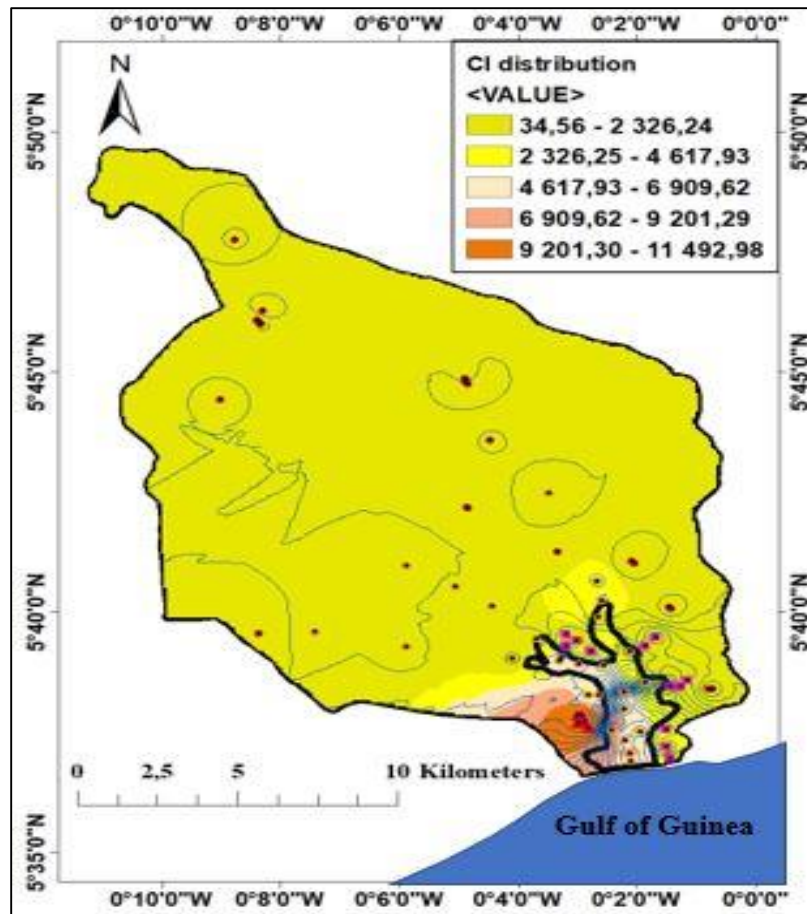 0°10'0"W 0°8'0"W 0°6'0"W 0°4'0"W 0°2'0"W 0°0'0"
N
Cl distribution
<VALUE>
34,56 - 2 326,24
2 326,25 - 4 617,93
4 617,93 - 6 909,62
6 909,62 - 9 201,29
9 201,30 - 11 492,98
5°50'0"N 5°50'0"N
5°45'0"N 5°45'0"N
5°40'0"N 5°40'0"N
0 2,5 5 10 Kilometers
Gulf of Guinea
5°35'0"N 5°35'0"N
0°10'0"W 0°8'0"W 0°6'0"W 0°4'0"W 0°2'0"W 0°0'0"